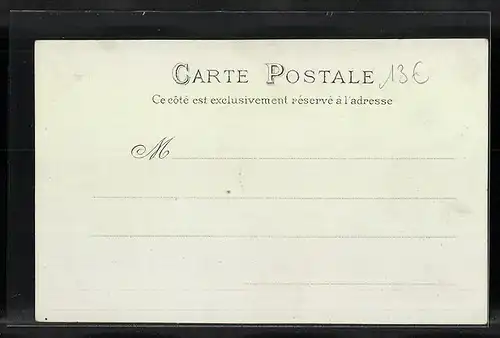 CARTE POSTALE 13€
Ce côté est exclusivement réservé à l'adresse
M